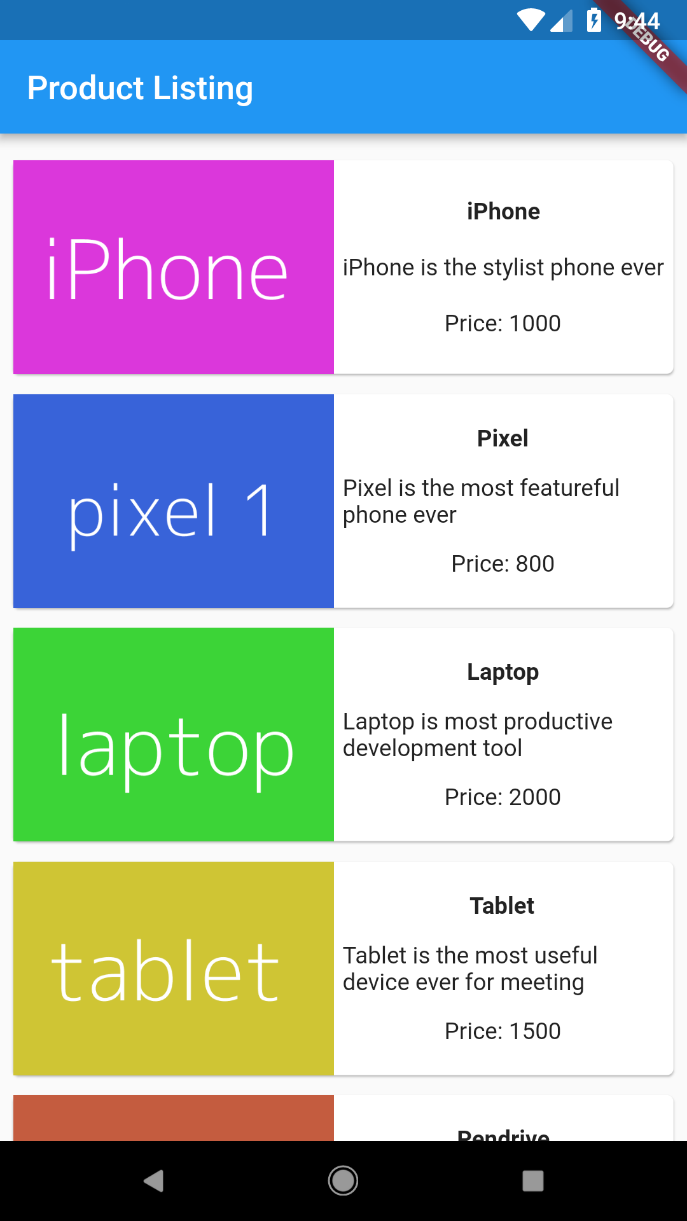 9:44
DEBUG
Product Listing
iPhone
iPhone
iPhone is the stylist phone ever
Price: 1000
pixel 1
Pixel
Pixel is the most featureful
phone ever
Price: 800
laptop
Laptop
Laptop is most productive
development tool
Price: 2000
tablet
Tablet
Tablet is the most useful
device ever for meeting
Price: 1500
Pendrive